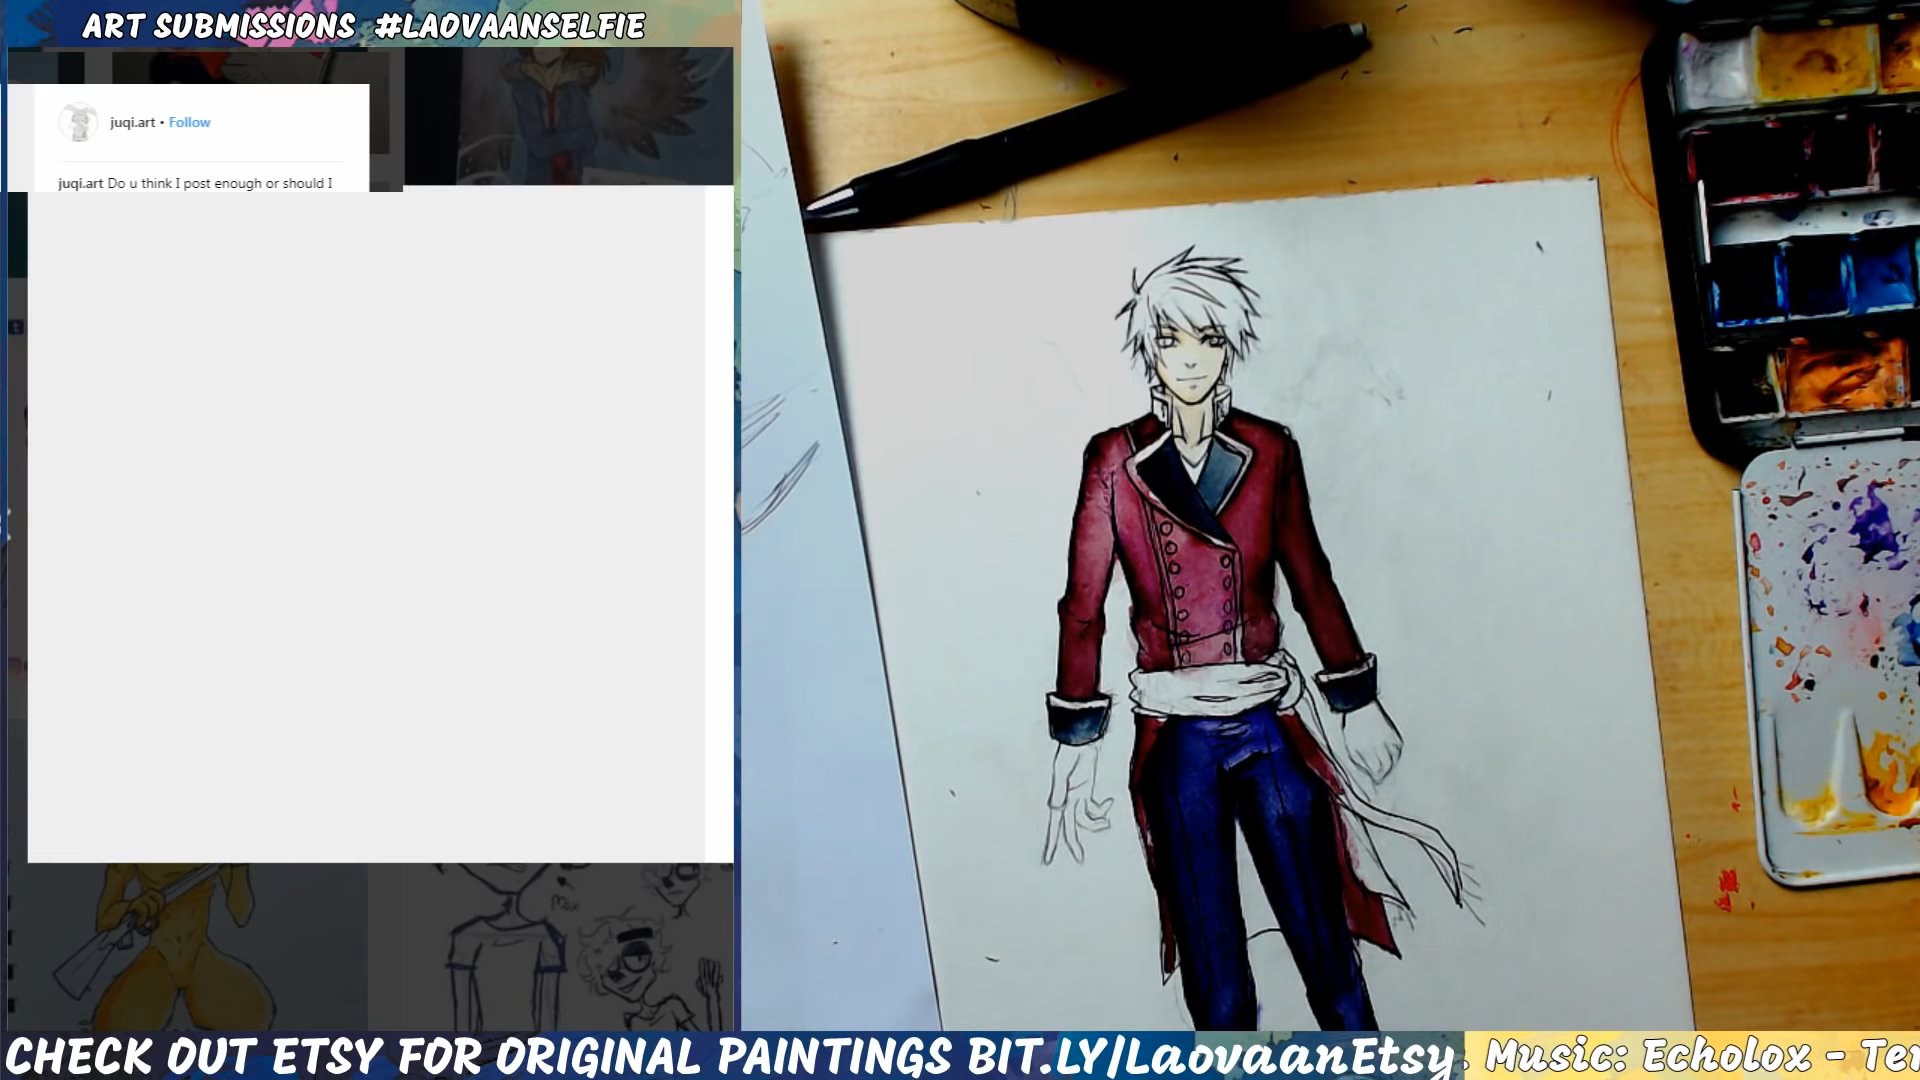 ART SUBMISSIONS #LAOVAANSELFIE
juqi.art • Follow
juqi.art Do u think I post enough or should I
CHECK OUT ETSY FOR ORIGINAL PAINTINGS BIT.LY/LaovaanEtsy. Music: Echolox - Ter